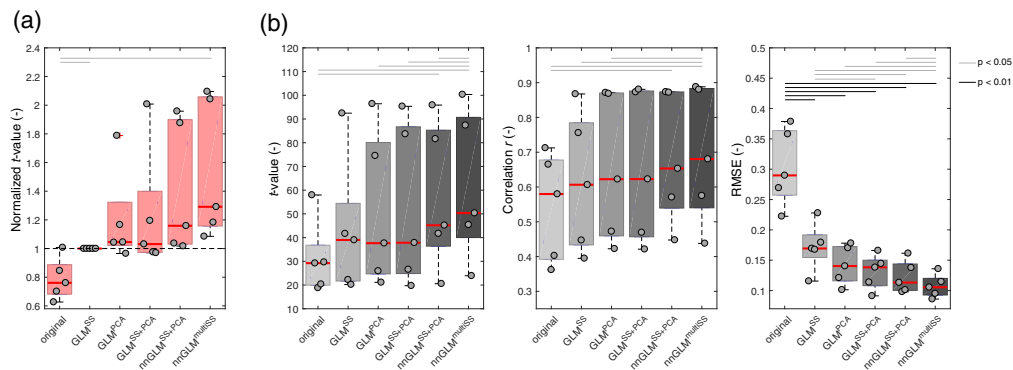 (a)
(b)
Normalized t-value (-)
2.4
2.2
2
1.8
1.6
1.4
1.2
1
0.8
0.6
original
GLM^SS
GLM^PCA
GLM^SS+PCA
nnGLM^SS+PCA
nnGLM^multiSS
t-value (-)
120
110
100
90
80
70
60
50
40
30
20
10
original
GLM^SS
GLM^PCA
GLM^SS+PCA
nnGLM^SS+PCA
nnGLM^multiSS
Correlation r (-)
1
0.9
0.8
0.7
0.6
0.5
0.4
0.3
original
GLM^SS
GLM^PCA
GLM^SS+PCA
nnGLM^SS+PCA
nnGLM^multiSS
RMSE (-)
0.5
0.45
0.4
0.35
0.3
0.25
0.2
0.15
0.1
original
GLM^SS
GLM^PCA
GLM^SS+PCA
nnGLM^SS+PCA
nnGLM^multiSS
p < 0.05
p < 0.01